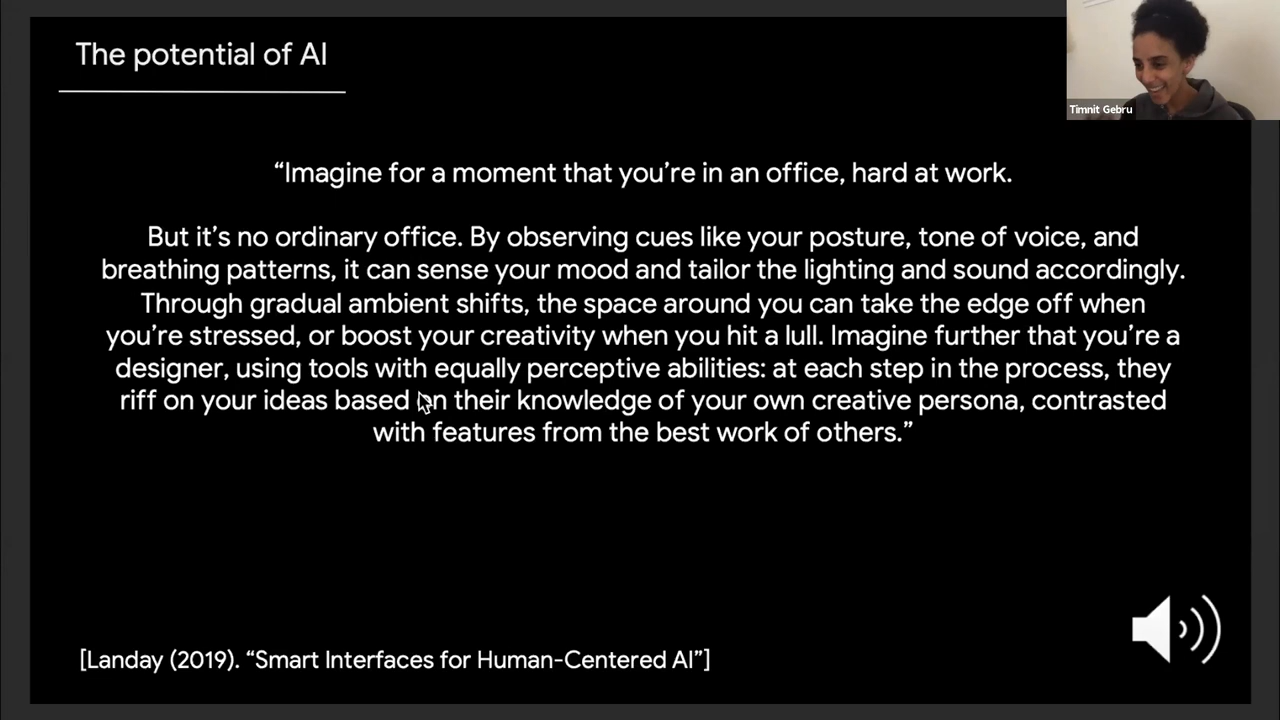 The potential of AI
Timnit Gebru
“Imagine for a moment that you’re in an office, hard at work.
But it’s no ordinary office. By observing cues like your posture, tone of voice, and
breathing patterns, it can sense your mood and tailor the lighting and sound accordingly.
Through gradual ambient shifts, the space around you can take the edge off when
you’re stressed, or boost your creativity when you hit a lull. Imagine further that you’re a
designer, using tools with equally perceptive abilities: at each step in the process, they
riff on your ideas based on their knowledge of your own creative persona, contrasted
with features from the best work of others.”
[Landay (2019). “Smart Interfaces for Human-Centered AI”]